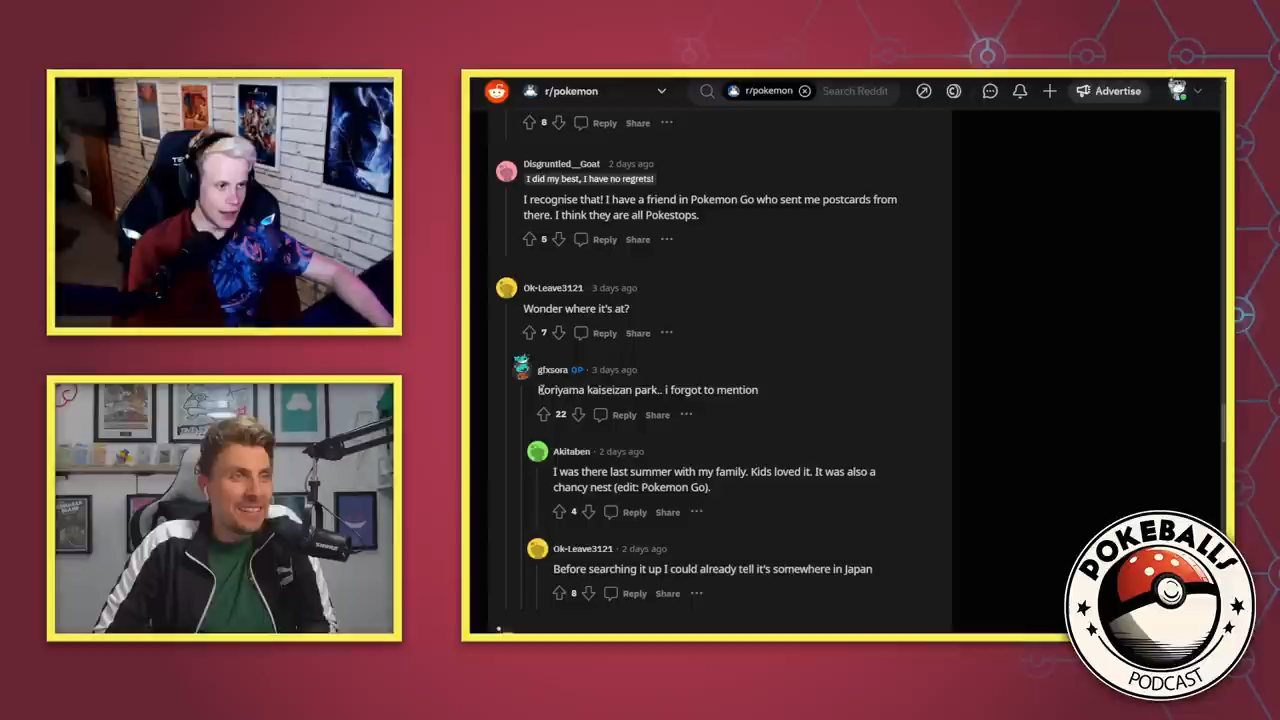 r/pokemon
r/pokemon
Search Reddit
Advertise
8
Reply
Share
Disgruntled__Goat
2 days ago
I did my best, I have no regrets!
I recognise that! I have a friend in Pokemon Go who sent me postcards from
there. I think they are all Pokestops.
5
Reply
Share
Ok-Leave3121 · 3 days ago
Wonder where it's at?
7
Reply
Share
gfxsora OP · 3 days ago
Koriyama kaiseizan park.. i forgot to mention
22
Reply
Share
Akitaben · 2 days ago
I was there last summer with my family. Kids loved it. It was also a
chancy nest (edit: Pokemon Go).
4
Reply
Share
Ok-Leave3121 · 2 days ago
Before searching it up I could already tell it's somewhere in Japan
8
Reply
Share
POKEBALLS
PODCAST